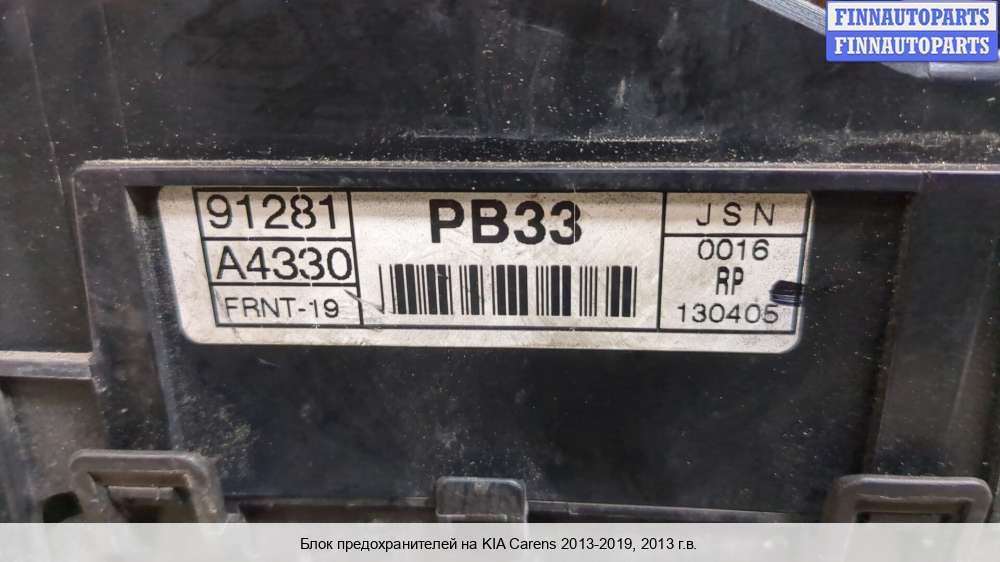 FINNAUTOPARTS
FINNAUTOPARTS
91281
A4330
FRNT-19
PB33
JSN
0016
RP
130405
Блок предохранителей на KIA Carens 2013-2019, 2013 г.в.